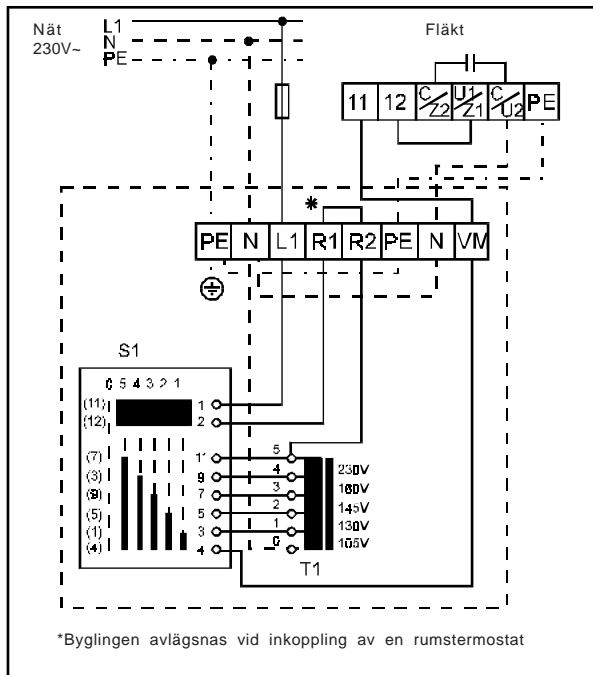 Nät
230V~
L1
N
PE
Fläkt
11 12 C/Z2 U1/Z1 C/U2 PE
*
PE N L1 R1 R2 PE N VM
S1
0 5 4 3 2 1
(11) 1
(12) 2
(7) 11 5
(3) 9 4 230V
(9) 7 3 160V
(5) 5 2 145V
(1) 3 1 130V
(4) 4 0 105V
T1
*Byglingen avlägsnas vid inkoppling av en rumstermostat